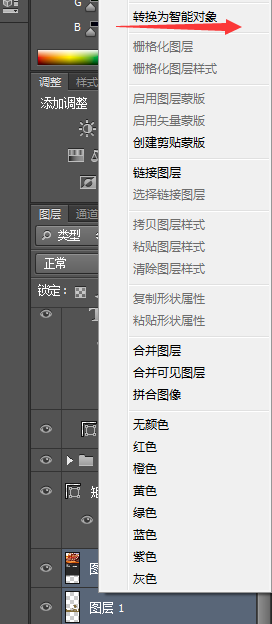 G
转换为智能对象
B
栅格化图层
栅格化图层样式
调整 样式
启用图层蒙版
添加调整
启用矢量蒙版
创建剪贴蒙版
链接图层
选择链接图层
图层 通道
拷贝图层样式
类型
粘贴图层样式
正常
清除图层样式
锁定:
复制形状属性
粘贴形状属性
合并图层
合并可见图层
拼合图像
无颜色
红色
橙色
黄色
绿色
蓝色
紫色
灰色
图层 1